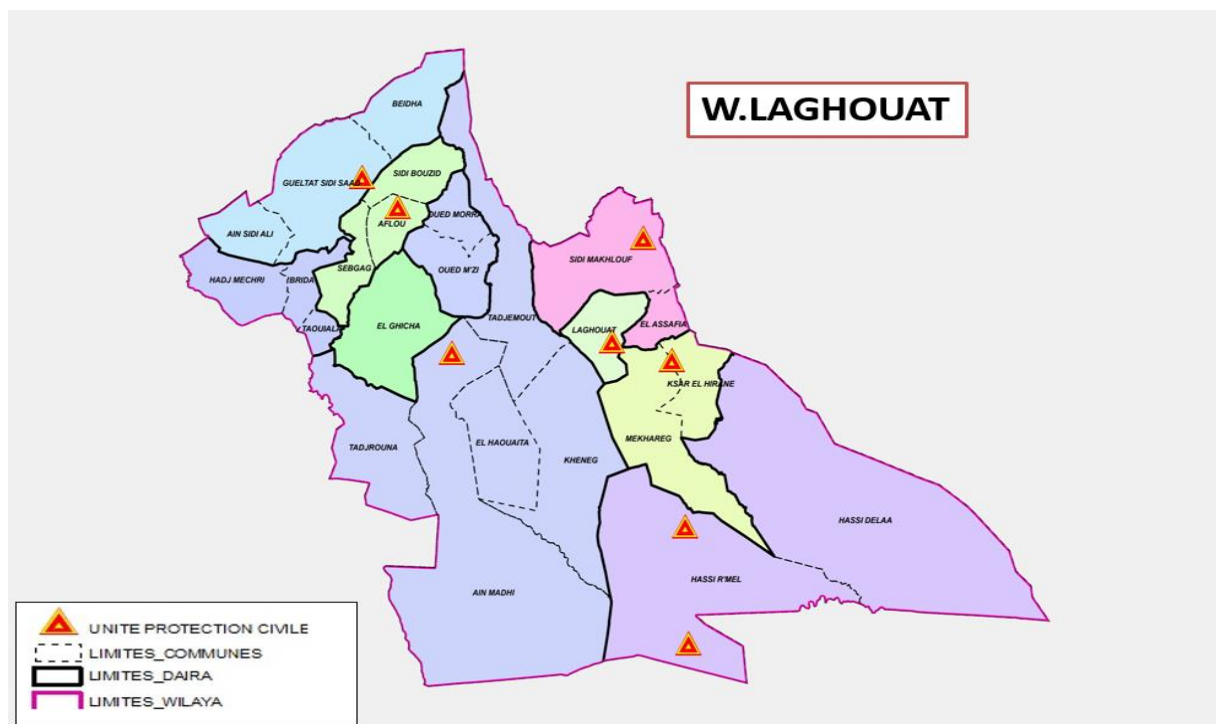 W.LAGHOUAT
BEIDHA
SIDI BOUZID
GUELTAT SIDI SAAD
OUED MORRA
AFLOU
AIN SIDI ALI
SIDI MAKHLOUF
SEBGAG
OUED M'ZI
HADJ MECHRI
BRIDA
TADJEMOUT
EL ASSAFIA
TAOUIALA
EL GHICHA
LAGHOUAT
KSAR EL HIRANE
MEKHAREG
EL HAOUAITA
TADJROUNA
KHENEG
HASSI DELAA
HASSI R'MEL
AIN MADHI
UNITE PROTECTION CIVILE
LIMITES_COMMUNES
LIMITES_DAIRA
LIMITES_WILAYA